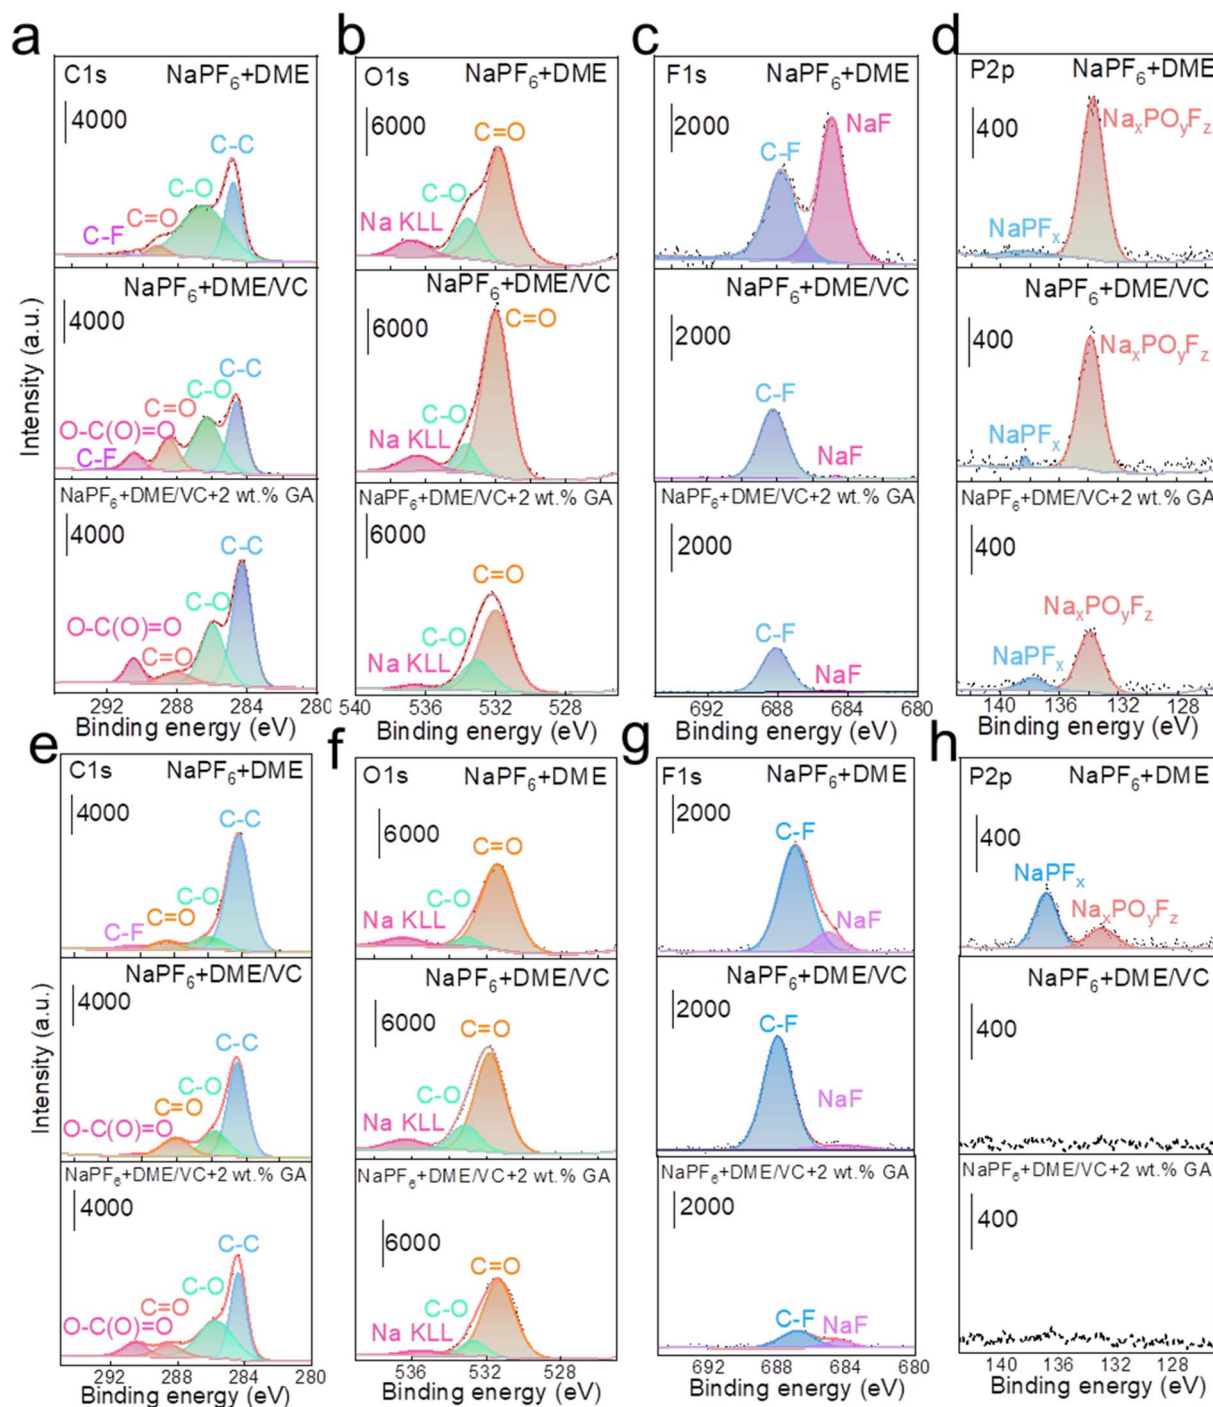 a
C1s
NaPF₆+DME
4000
C-C
C-O
C=O
C-F
NaPF₆+DME/VC
4000
C-C
C-O
C=O
O-C(O)=O
C-F
NaPF₆+DME/VC+2 wt.% GA
4000
C-C
C-O
O-C(O)=O
C=O
292 288 284 280
Binding energy (eV)
Intensity (a.u.)
b
O1s
NaPF₆+DME
6000
C=O
C-O
Na KLL
NaPF₆+DME/VC
6000
C=O
C-O
Na KLL
NaPF₆+DME/VC+2 wt.% GA
6000
C=O
C-O
Na KLL
540 536 532 528
Binding energy (eV)
c
F1s
NaPF₆+DME
2000
NaF
C-F
NaPF₆+DME/VC
2000
C-F
NaF
NaPF₆+DME/VC+2 wt.% GA
2000
C-F
NaF
692 688 684 680
Binding energy (eV)
d
P2p
NaPF₆+DME
400
NaₓPOᵧF_z
NaPFₓ
NaPF₆+DME/VC
400
NaₓPOᵧF_z
NaPFₓ
NaPF₆+DME/VC+2 wt.% GA
400
NaₓPOᵧF_z
NaPFₓ
140 136 132 128
Binding energy (eV)
e
C1s
NaPF₆+DME
4000
C-C
C-O
C=O
C-F
NaPF₆+DME/VC
4000
C-C
C-O
C=O
O-C(O)=O
NaPF₆+DME/VC+2 wt.% GA
4000
C-C
C-O
C=O
O-C(O)=O
292 288 284 280
Binding energy (eV)
Intensity (a.u.)
f
O1s
NaPF₆+DME
6000
C=O
C-O
Na KLL
NaPF₆+DME/VC
6000
C=O
C-O
Na KLL
NaPF₆+DME/VC+2 wt.% GA
6000
C=O
C-O
Na KLL
536 532 528
Binding energy (eV)
g
F1s
NaPF₆+DME
2000
C-F
NaF
NaPF₆+DME/VC
2000
C-F
NaF
NaPF₆+DME/VC+2 wt.% GA
2000
C-F
NaF
692 688 684 680
Binding energy (eV)
h
P2p
NaPF₆+DME
400
NaPFₓ
NaₓPOᵧF_z
NaPF₆+DME/VC
400
NaPF₆+DME/VC+2 wt.% GA
400
140 136 132 128
Binding energy (eV)